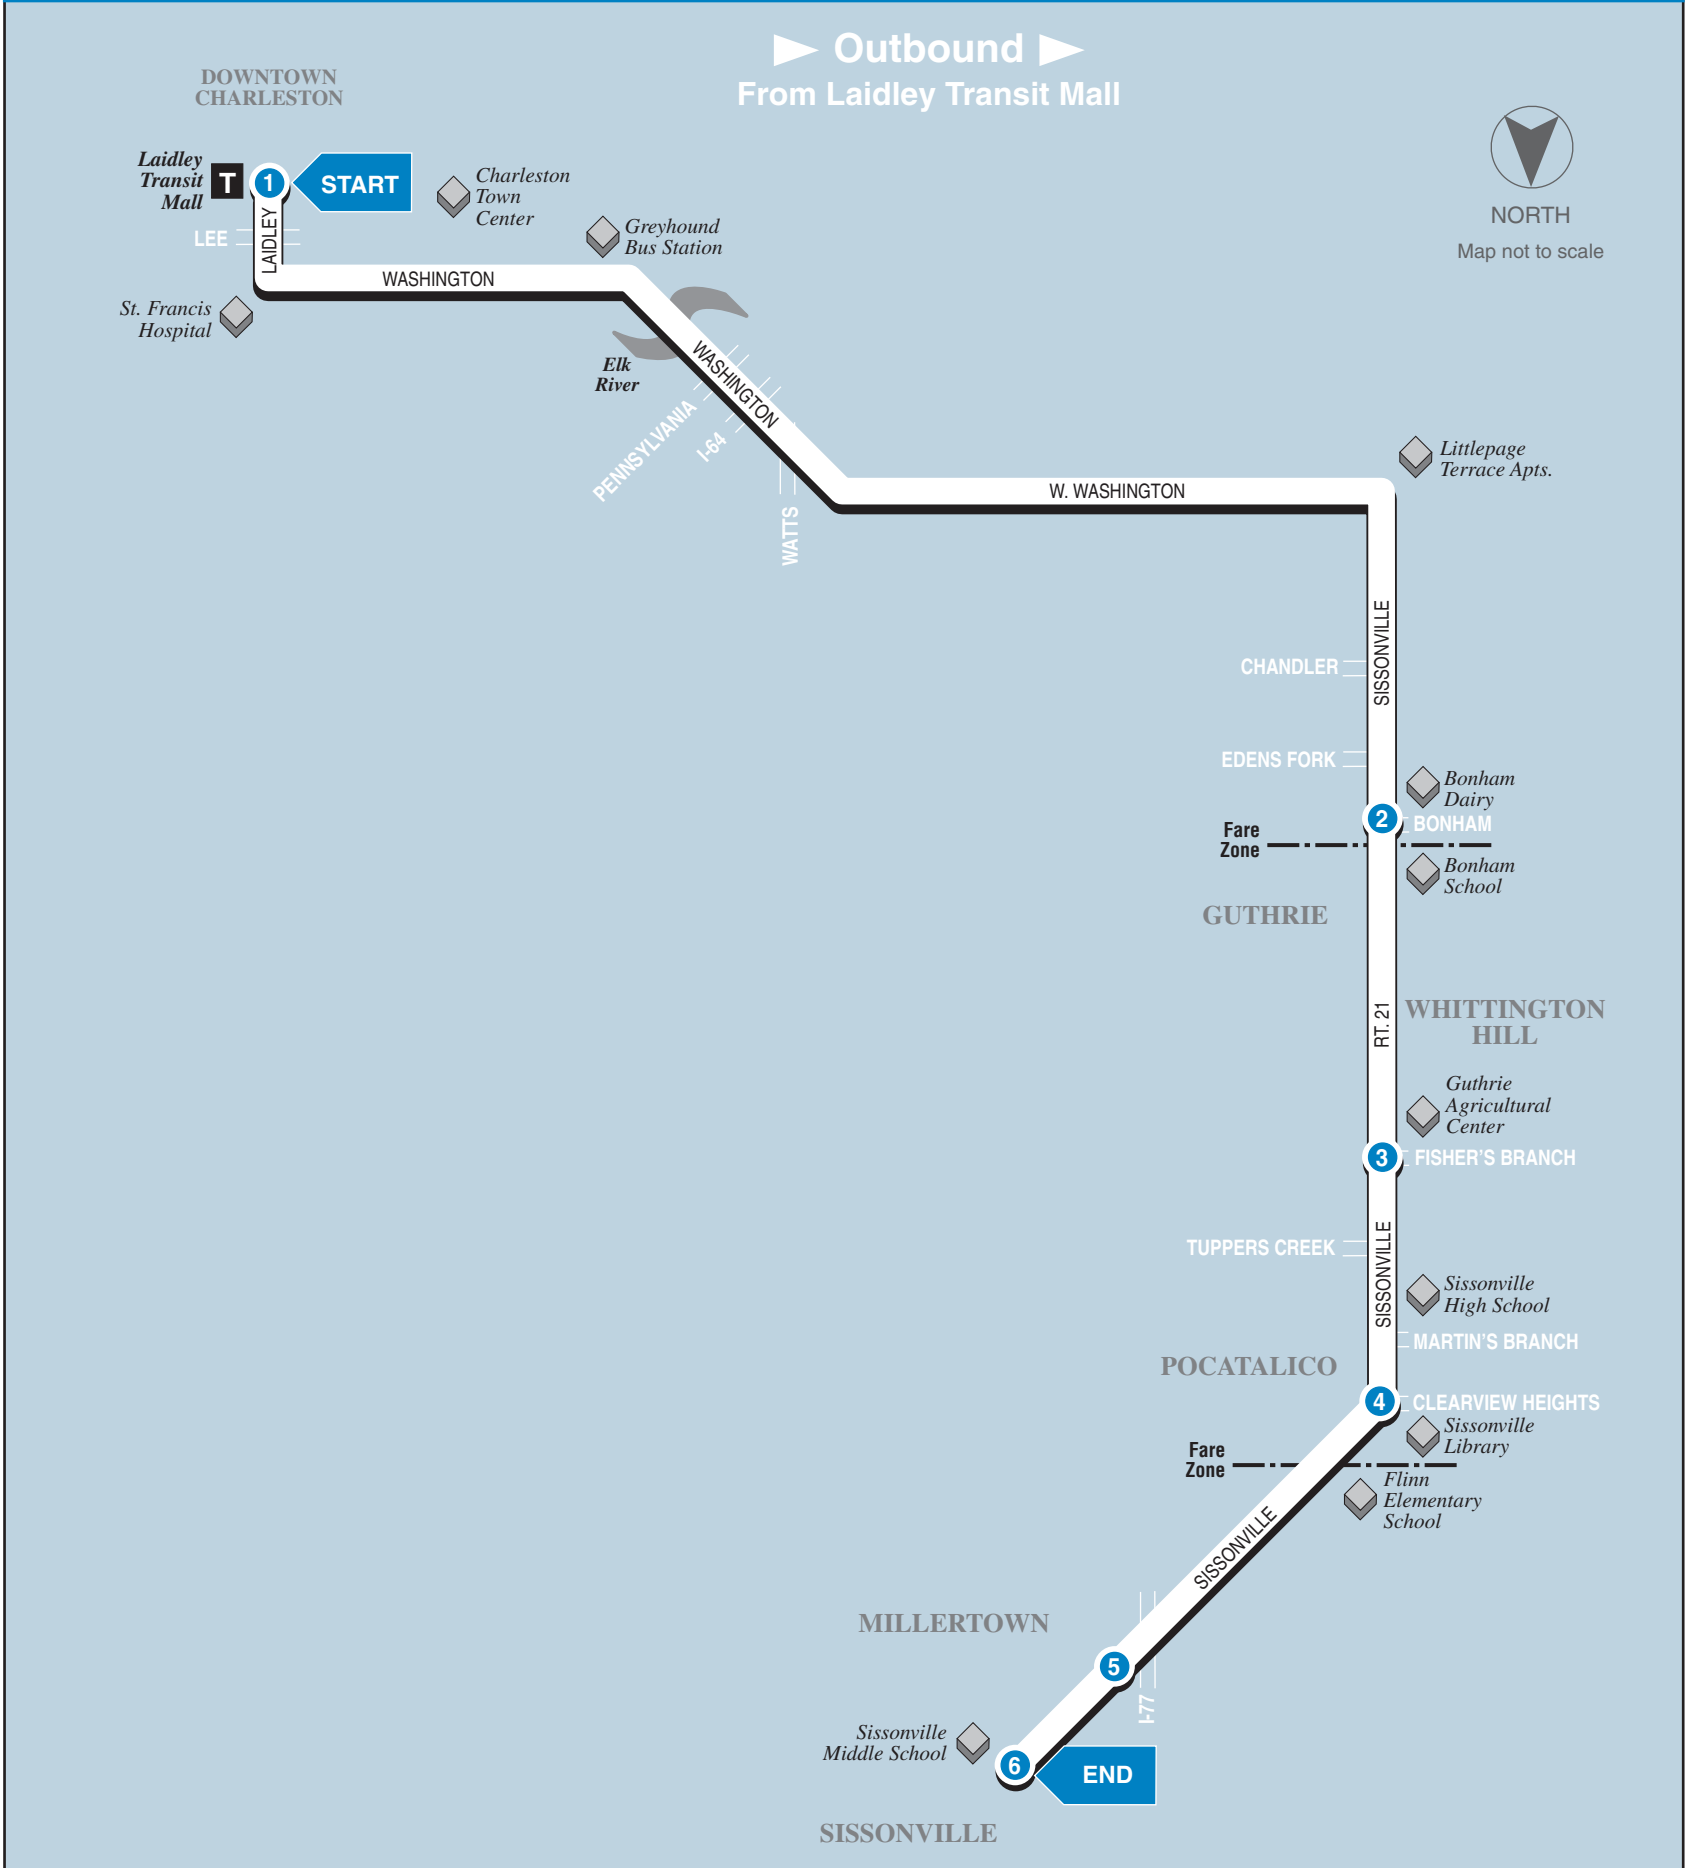 Outbound
From Laidley Transit Mall
DOWNTOWN
CHARLESTON
NORTH
Map not to scale
Laidley
Transit
Mall
T
1
START
Charleston
Town
Center
LEE
LAIDLEY
Greyhound
Bus Station
WASHINGTON
St. Francis
Hospital
Elk
River
WASHINGTON
PENNSYLVANIA
I-64
WATTS
W. WASHINGTON
Littlepage
Terrace Apts.
SISSONVILLE
CHANDLER
EDENS FORK
Bonham
Dairy
2
BONHAM
Fare
Zone
Bonham
School
GUTHRIE
RT. 21
WHITTINGTON
HILL
Guthrie
Agricultural
Center
3
FISHER'S BRANCH
TUPPERS CREEK
SISSONVILLE
Sissonville
High School
MARTIN'S BRANCH
POCATALICO
4
CLEARVIEW HEIGHTS
Sissonville
Library
Fare
Zone
Flinn
Elementary
School
SISSONVILLE
MILLERTOWN
5
I-77
Sissonville
Middle School
6
END
SISSONVILLE